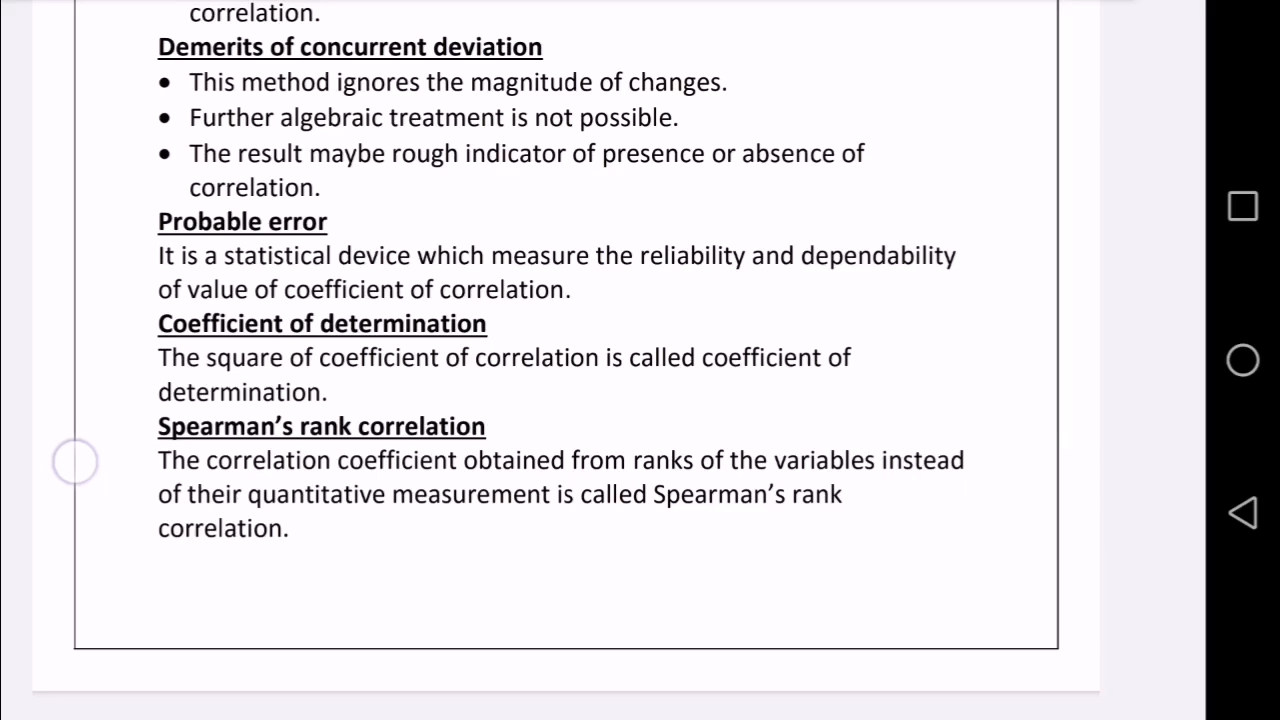 correlation.
Demerits of concurrent deviation
• This method ignores the magnitude of changes.
• Further algebraic treatment is not possible.
• The result maybe rough indicator of presence or absence of
correlation.
Probable error
It is a statistical device which measure the reliability and dependability
of value of coefficient of correlation.
Coefficient of determination
The square of coefficient of correlation is called coefficient of
determination.
Spearman’s rank correlation
The correlation coefficient obtained from ranks of the variables instead
of their quantitative measurement is called Spearman’s rank
correlation.